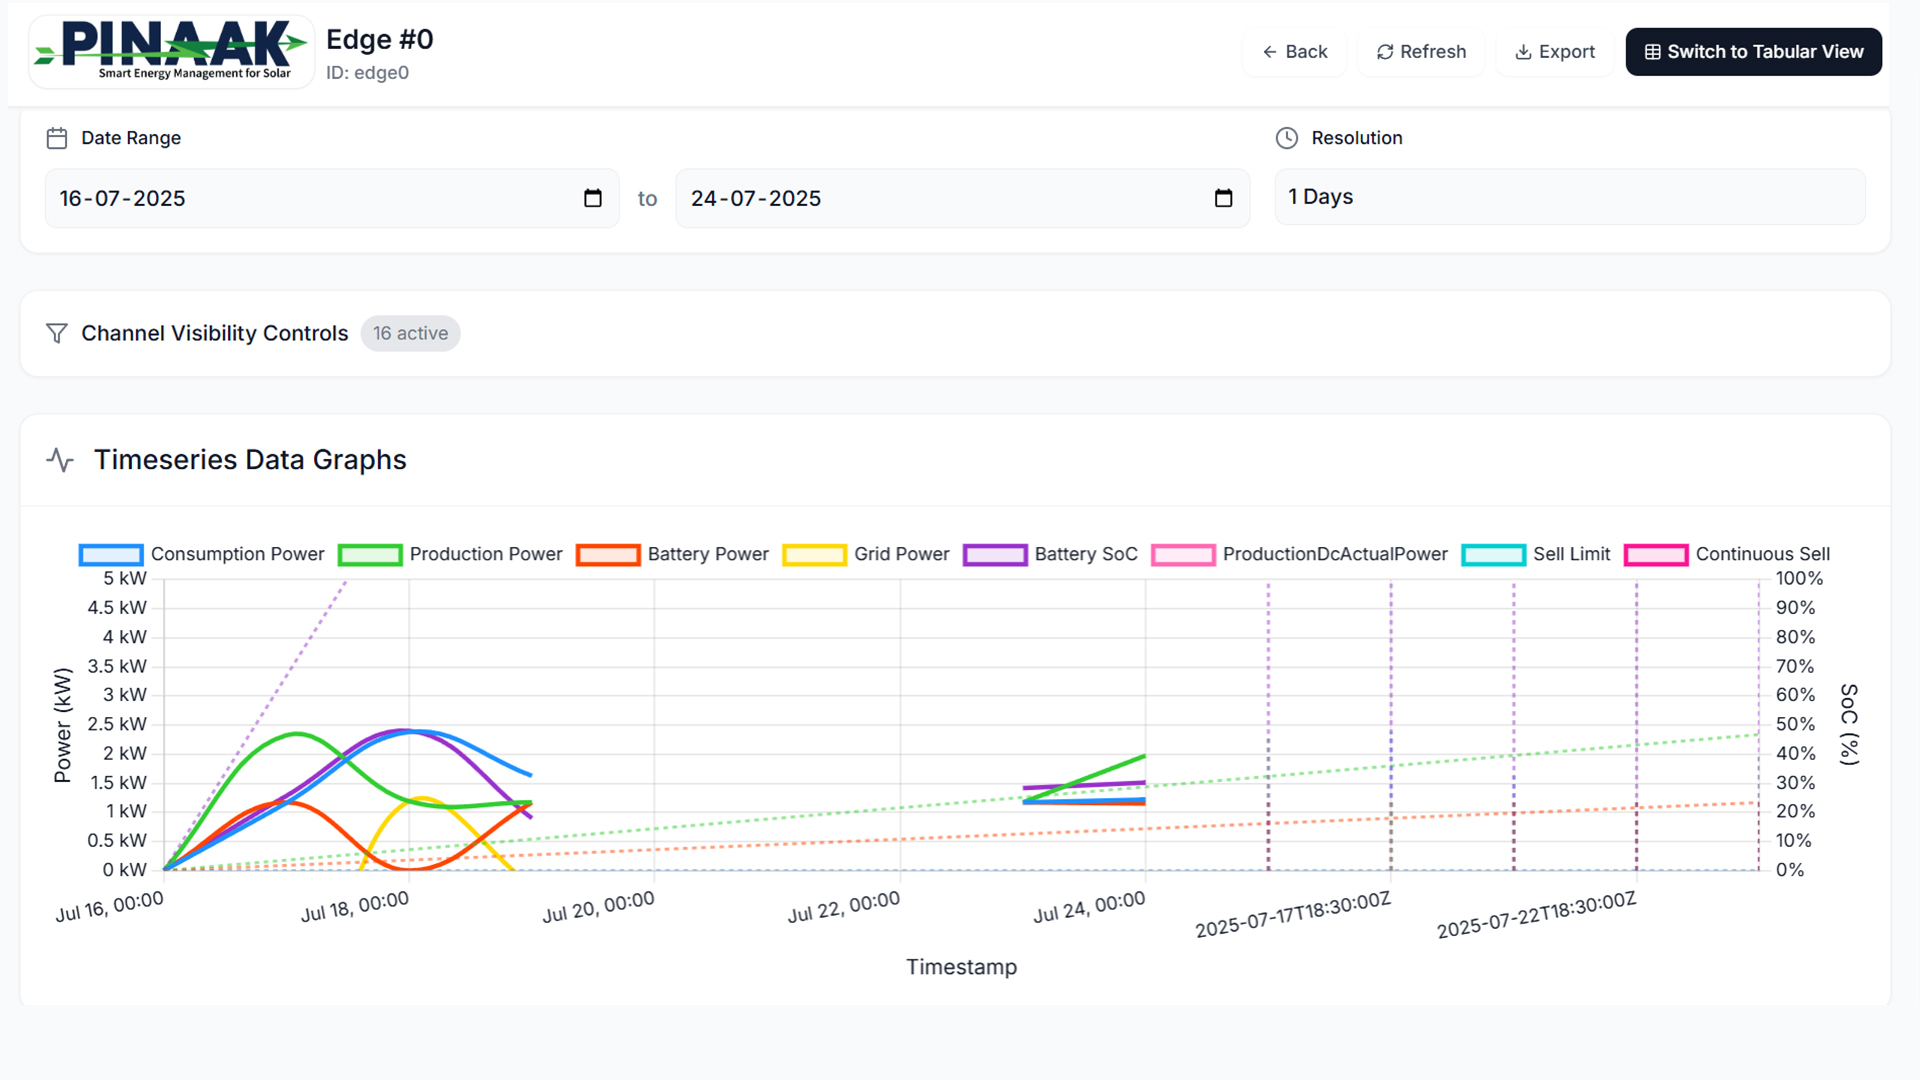 PINAAK
Smart Energy Management for Solar
Edge #0
ID: edge0
Back
Refresh
Export
Switch to Tabular View
Date Range
Resolution
16-07-2025
to
24-07-2025
1 Days
Channel Visibility Controls
16 active
Timeseries Data Graphs
Consumption Power
Production Power
Battery Power
Grid Power
Battery SoC
ProductionDcActualPower
Sell Limit
Continuous Sell
5 kW
4.5 kW
4 kW
3.5 kW
3 kW
2.5 kW
2 kW
1.5 kW
1 kW
0.5 kW
0 kW
Power (kW)
100%
90%
80%
70%
60%
50%
40%
30%
20%
10%
0%
SoC (%)
Jul 16, 00:00
Jul 18, 00:00
Jul 20, 00:00
Jul 22, 00:00
Jul 24, 00:00
2025-07-17T18:30:00Z
2025-07-22T18:30:00Z
Timestamp